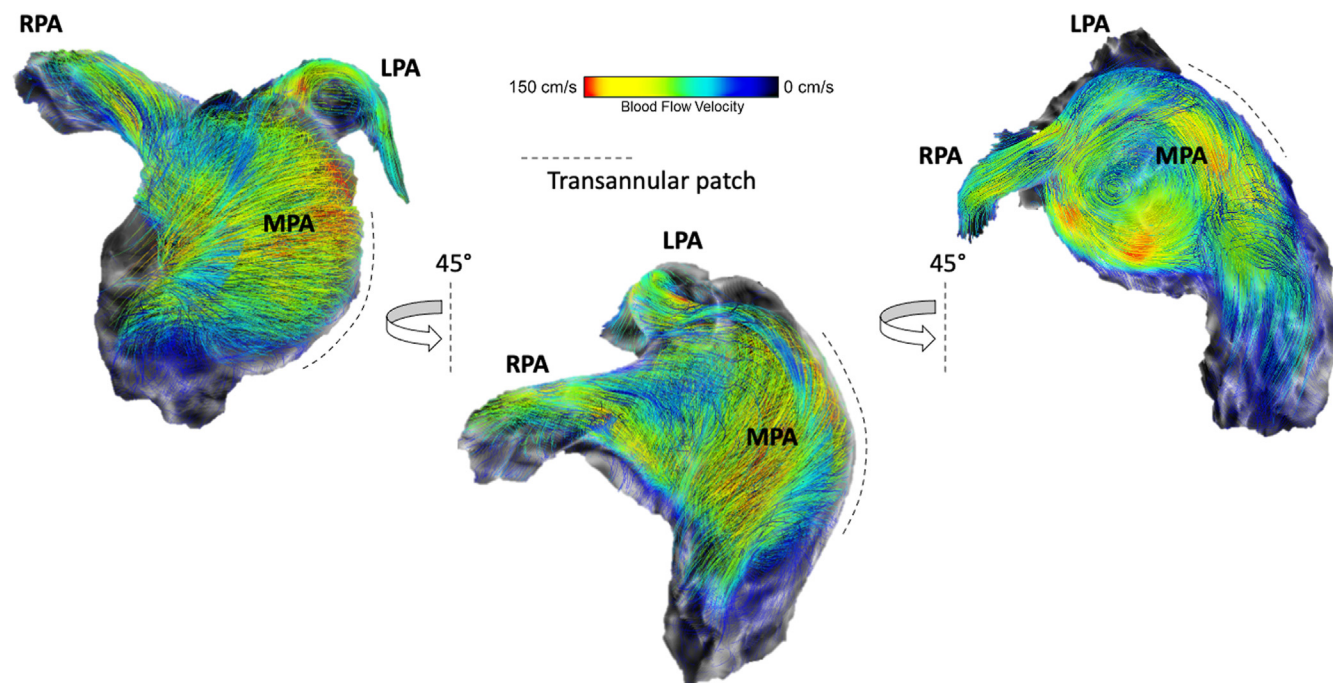 RPA
LPA
MPA
150 cm/s
0 cm/s
Blood Flow Velocity
Transannular patch
45°
LPA
RPA
MPA
45°
LPA
RPA
MPA